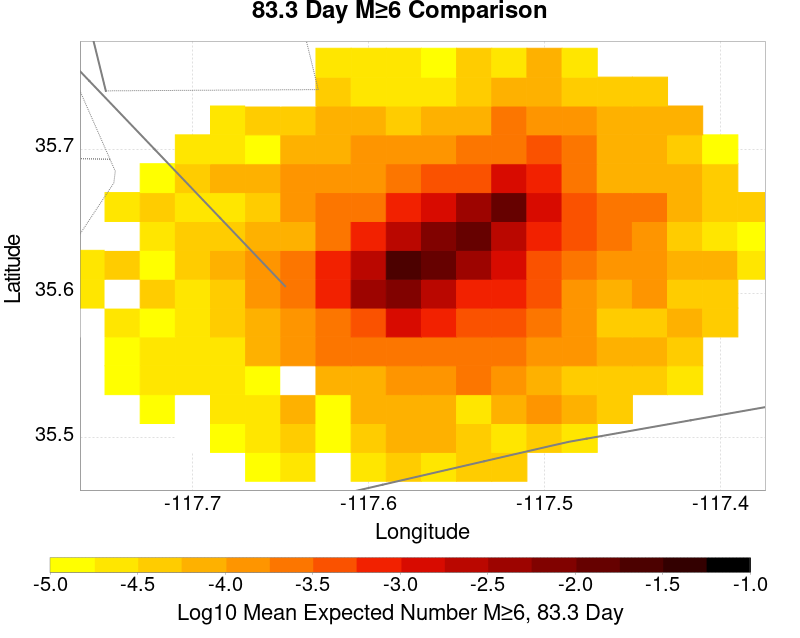 83.3 Day M≥6 Comparison
35.7
35.6
35.5
Latitude
-117.7 -117.6 -117.5 -117.4
Longitude
-5.0 -4.5 -4.0 -3.5 -3.0 -2.5 -2.0 -1.5 -1.0
Log10 Mean Expected Number M≥6, 83.3 Day